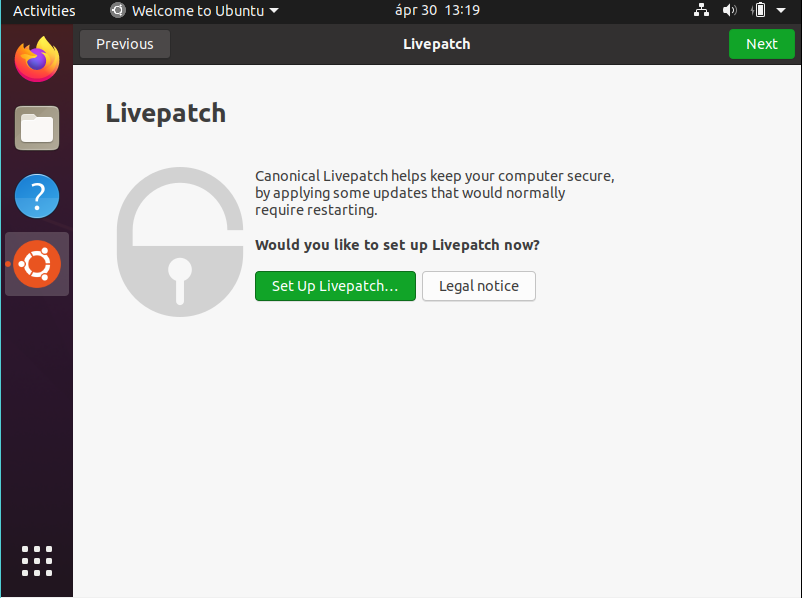 Activities
Welcome to Ubuntu
ápr 30 13:19
Previous
Livepatch
Next
Livepatch
Canonical Livepatch helps keep your computer secure,
by applying some updates that would normally
require restarting.
Would you like to set up Livepatch now?
Set Up Livepatch…
Legal notice